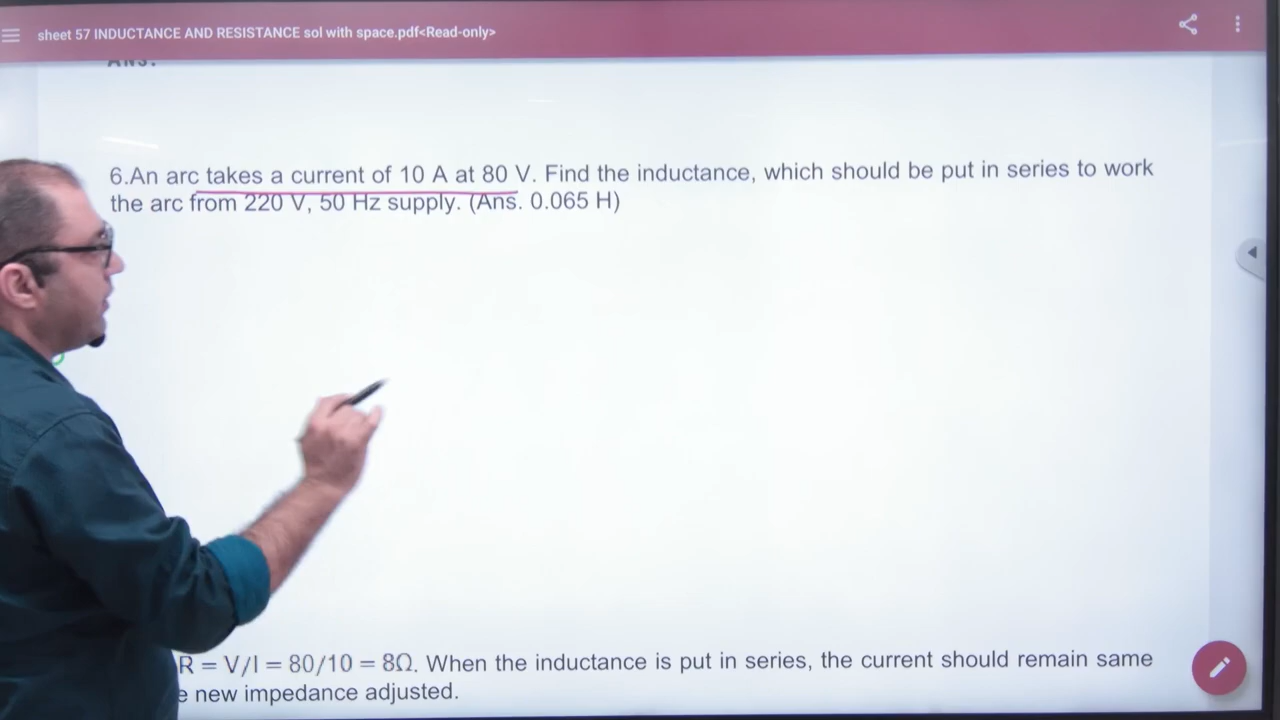 sheet 57 INDUCTANCE AND RESISTANCE sol with space.pdf<Read-only>
6.An arc takes a current of 10 A at 80 V. Find the inductance, which should be put in series to work
the arc from 220 V, 50 Hz supply. (Ans. 0.065 H)
R = V/I = 80/10 = 8Ω. When the inductance is put in series, the current should remain same
new impedance adjusted.